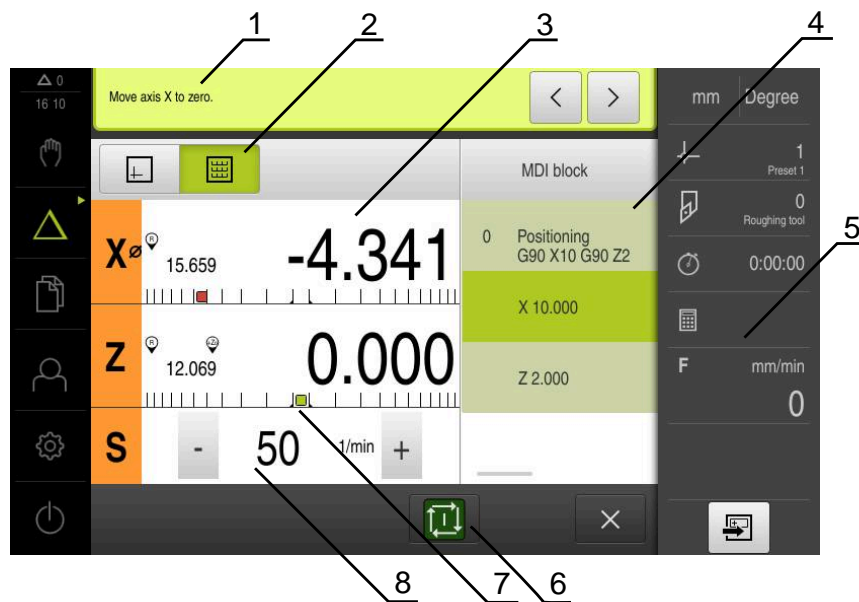 1 2 3 4
0
16 10
Move axis X to zero.
< >
mm Degree
1
Preset 1
MDI block
0
Roughing tool
0 Positioning
G90 X10 G90 Z2
5
X ⌀ R 15.659 -4.341
0:00:00
X 10.000
Z R 12.069 0.000
F mm/min
0
Z 2.000
S - 50 1/min +
8 7 6